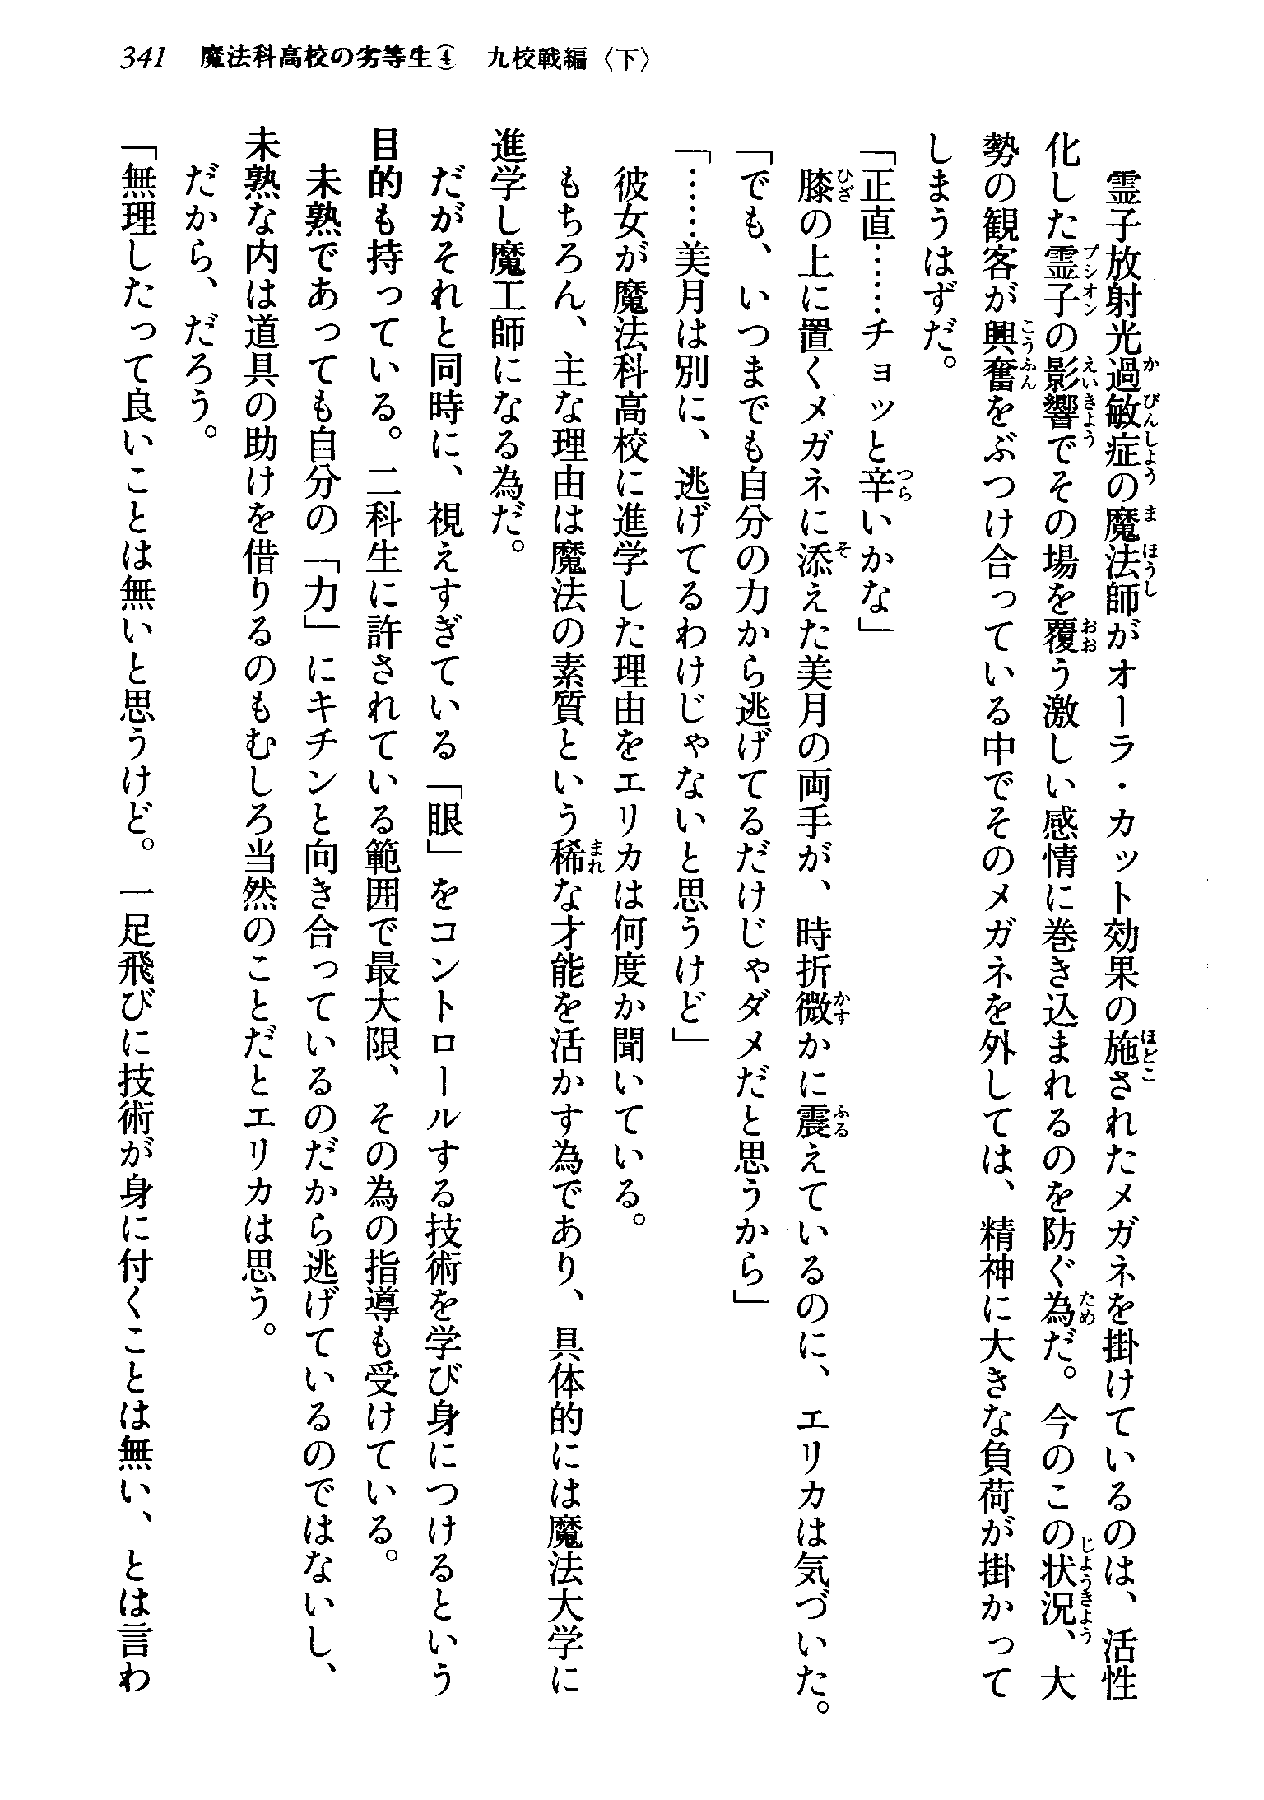 341 魔法科高校の劣等生④ 九校戦編〈下〉
霊子放射光過敏症の魔法師がオーラ・カット効果の施されたメガネを掛けているのは、活性
化した霊子の影響でその場を覆う激しい感情に巻き込まれるのを防ぐ為だ。今のこの状況、大
勢の観客が興奮をぶつけ合っている中でそのメガネを外しては、精神に大きな負荷が掛かって
しまうはずだ。
「正直……チョッと辛いかな」
膝の上に置くメガネに添えた美月の両手が、時折微かに震えているのに、エリカは気づいた。
「でも、いつまでも自分の力から逃げてるだけじゃダメだと思うから」
「……美月は別に、逃げてるわけじゃないと思うけど」
彼女が魔法科高校に進学した理由をエリカは何度か聞いている。
もちろん、主な理由は魔法の素質という稀な才能を活かす為であり、具体的には魔法大学に
進学し魔工師になる為だ。
だがそれと同時に、視えすぎている「眼」をコントロールする技術を学び身につけるという
目的も持っている。二科生に許されている範囲で最大限、その為の指導も受けている。
未熟であっても自分の「力」にキチンと向き合っているのだから逃げているのではないし、
未熟な内は道具の助けを借りるのもむしろ当然のことだとエリカは思う。
だから、だろう。
「無理したって良いことは無いと思うけど。一足飛びに技術が身に付くことは無い、とは言わ